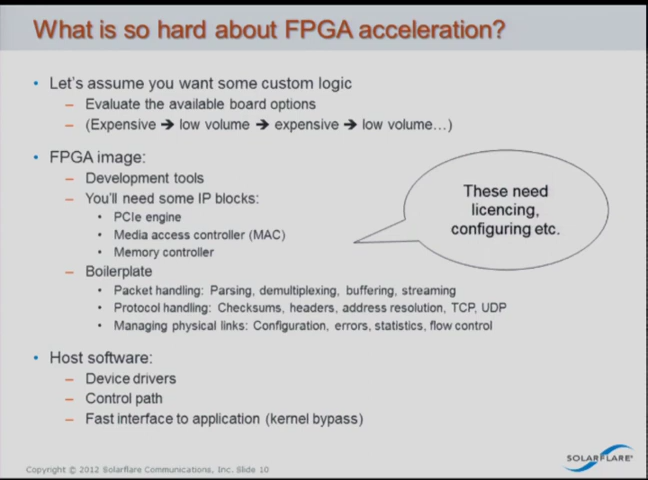 What is so hard about FPGA acceleration?
• Let's assume you want some custom logic
– Evaluate the available board options
– (Expensive ➔ low volume ➔ expensive ➔ low volume…)
• FPGA image:
– Development tools
– You'll need some IP blocks:
• PCIe engine
• Media access controller (MAC)
• Memory controller
These need
licencing,
configuring etc.
– Boilerplate
• Packet handling: Parsing, demultiplexing, buffering, streaming
• Protocol handling: Checksums, headers, address resolution, TCP, UDP
• Managing physical links: Configuration, errors, statistics, flow control
• Host software:
– Device drivers
– Control path
– Fast interface to application (kernel bypass)
Copyright © 2012 Solarflare Communications, Inc. Slide 10
SOLARFLARE®